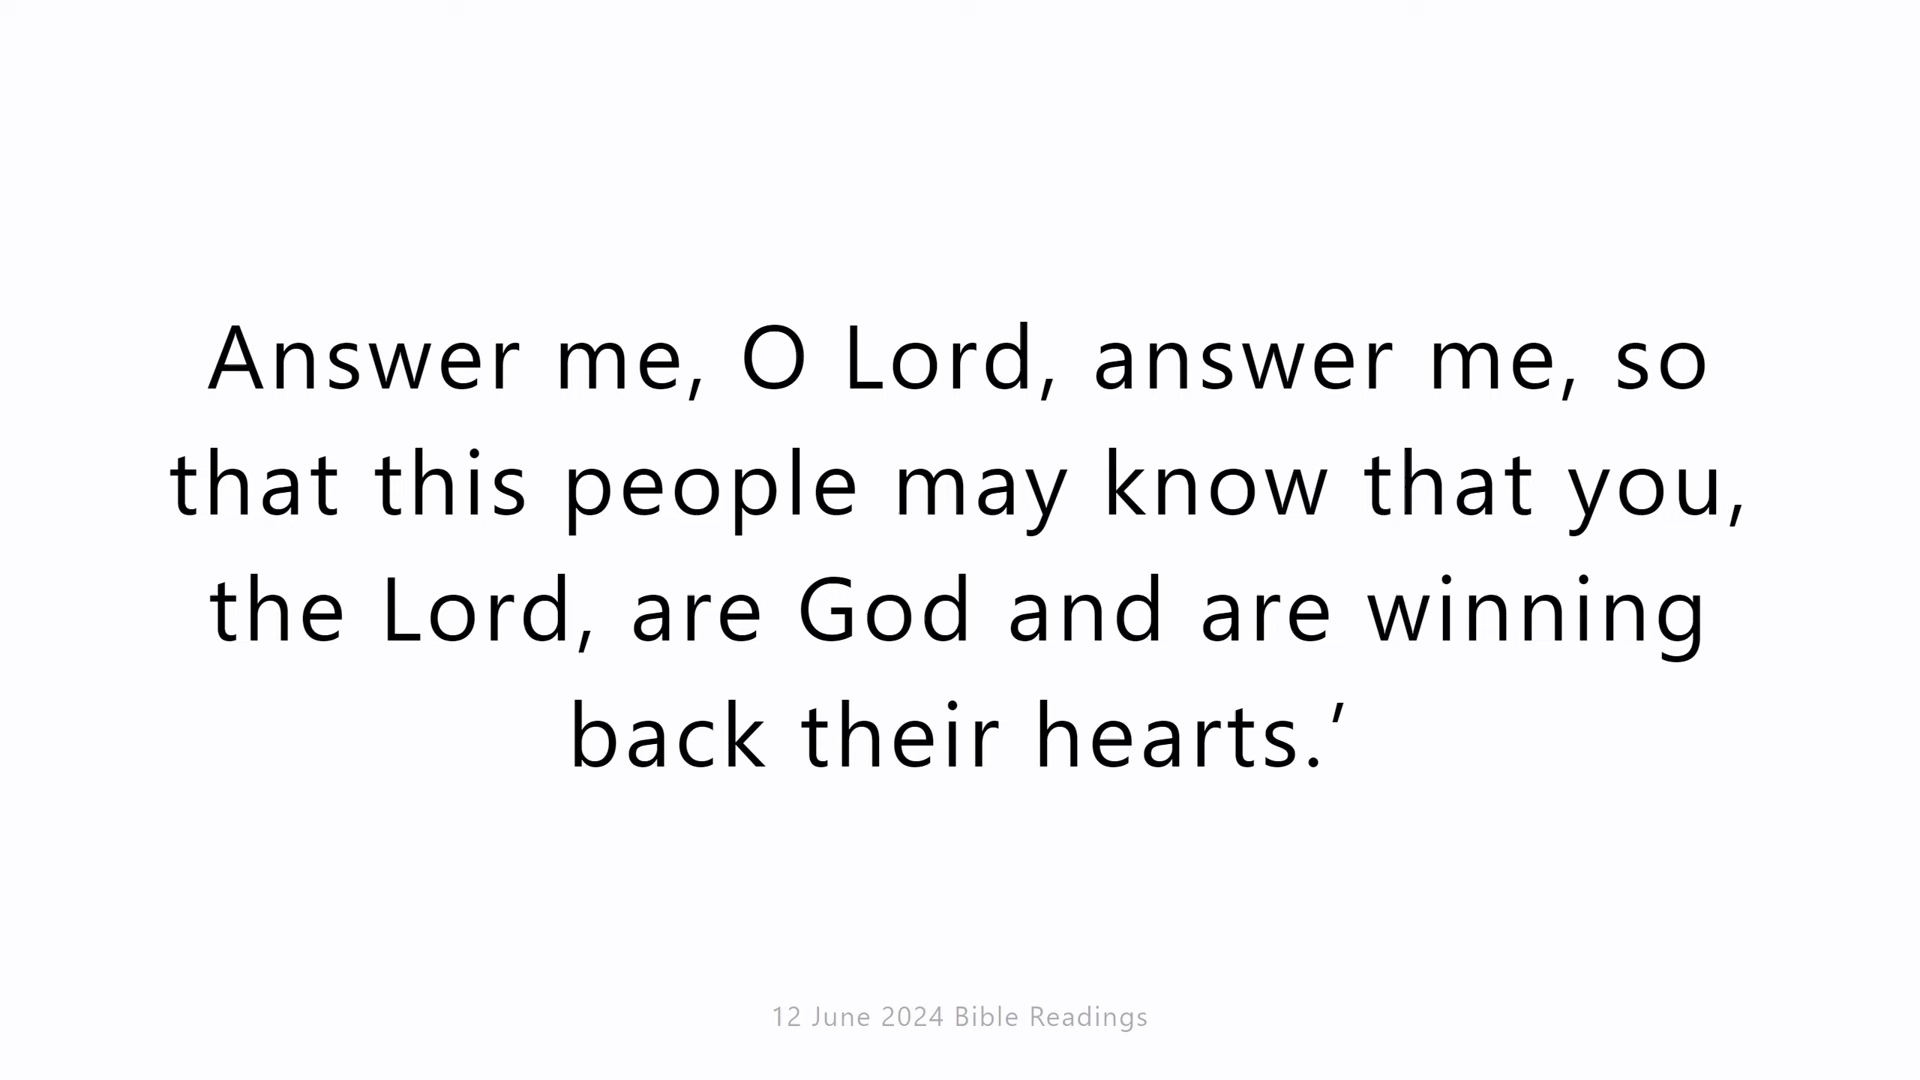 Answer me, O Lord, answer me, so
that this people may know that you,
the Lord, are God and are winning
back their hearts.’
12 June 2024 Bible Readings